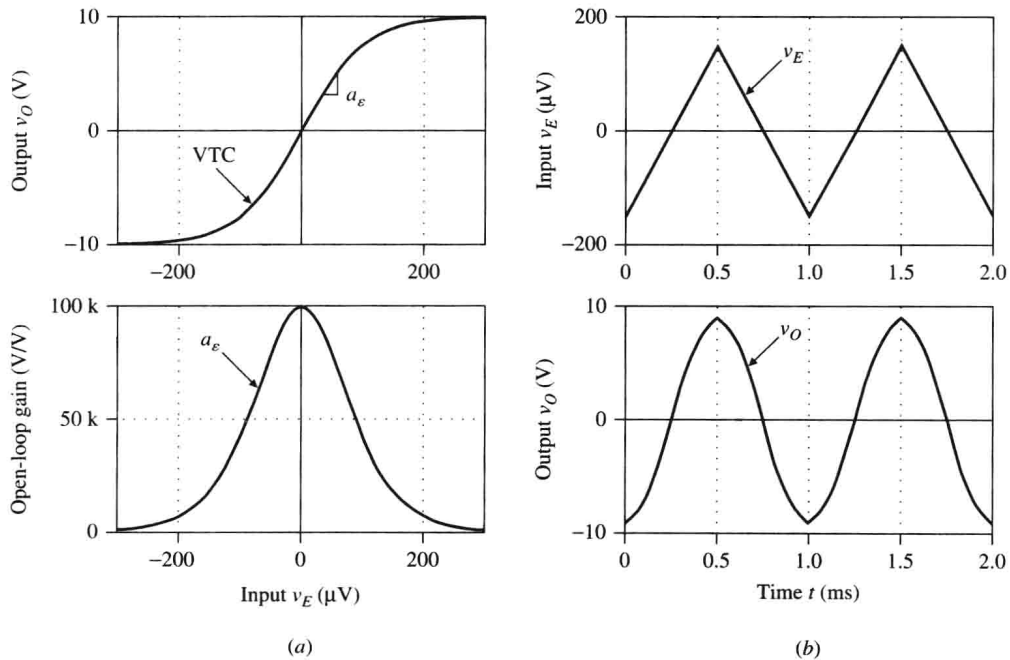 Output v_O (V)
10
0
−10
VTC
a_ε
−200
200
Open-loop gain (V/V)
100 k
50 k
0
a_ε
−200
0
200
Input v_E (μV)
(a)
Input v_E (μV)
200
0
−200
v_E
0
0.5
1.0
1.5
2.0
Output v_O (V)
10
0
−10
v_O
0
0.5
1.0
1.5
2.0
Time t (ms)
(b)